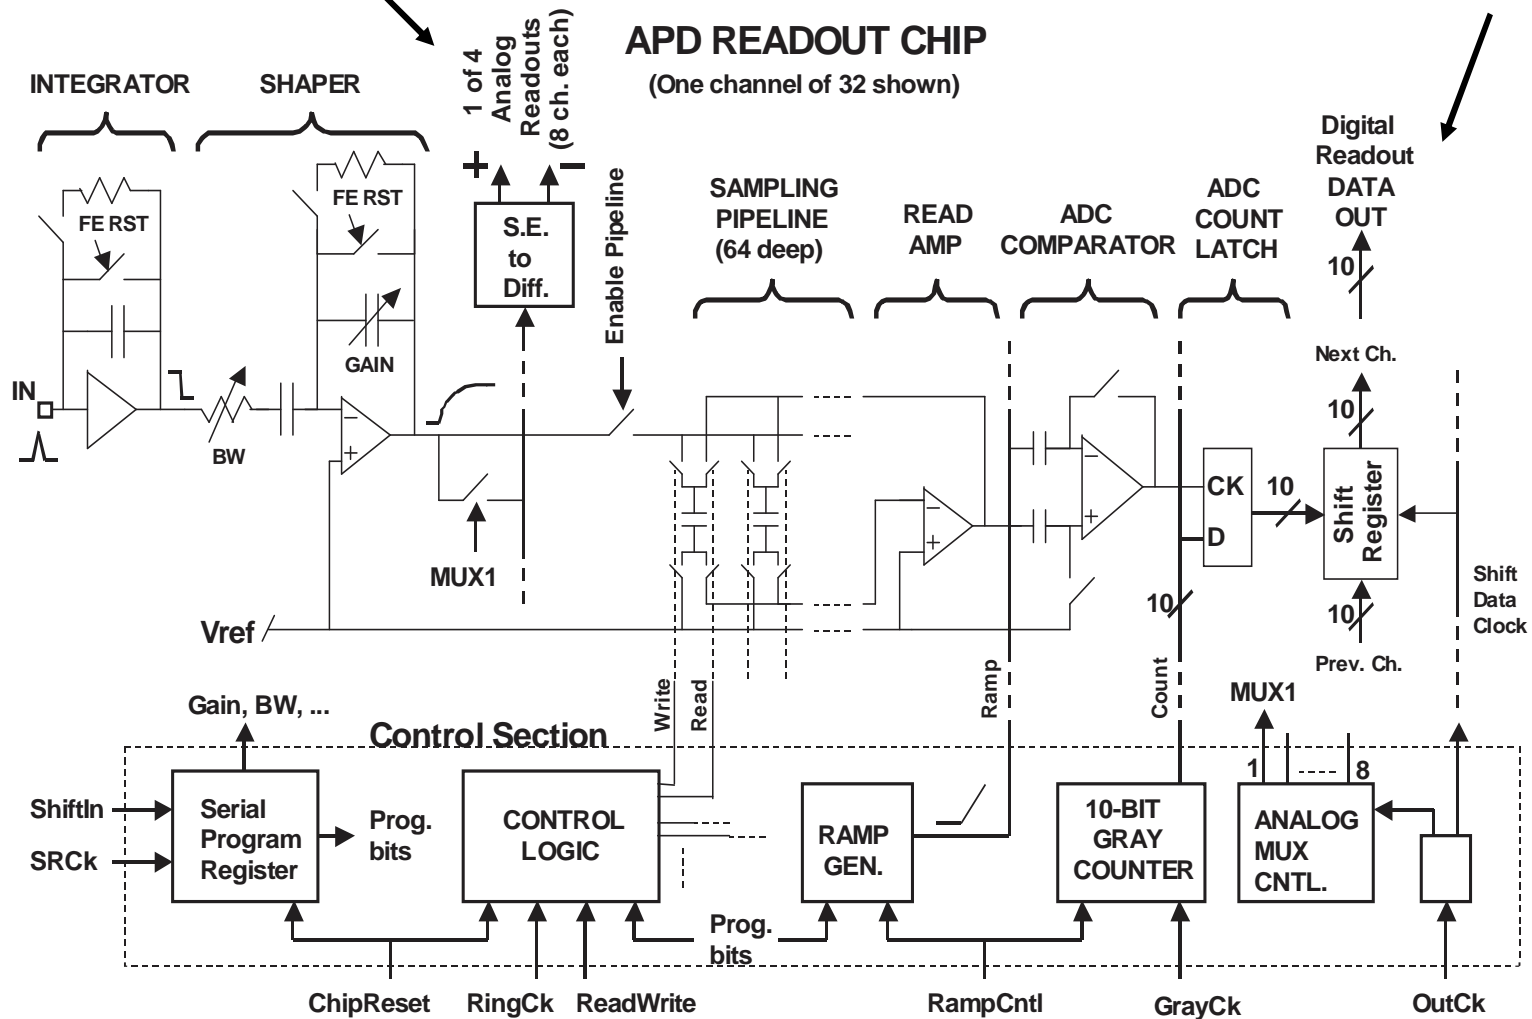 APD READOUT CHIP
(One channel of 32 shown)
INTEGRATOR
SHAPER
1 of 4
Analog
Readouts
(8 ch. each)
+
−
S.E.
to
Diff.
Enable Pipeline
SAMPLING
PIPELINE
(64 deep)
READ
AMP
ADC
COMPARATOR
ADC
COUNT
LATCH
Digital
Readout
DATA
OUT
10
FE RST
FE RST
GAIN
Next Ch.
10
IN
BW
−
+
MUX1
−
+
−
+
CK
D
10
Shift
Register
10
10
Prev. Ch.
Shift
Data
Clock
Vref
Write
Read
Ramp
Count
MUX1
Gain, BW, ...
Control Section
1
8
ShiftIn
SRCk
Serial
Program
Register
Prog.
bits
CONTROL
LOGIC
RAMP
GEN.
10-BIT
GRAY
COUNTER
ANALOG
MUX
CNTL.
Prog.
bits
ChipReset
RingCk
ReadWrite
RampCntl
GrayCk
OutCk